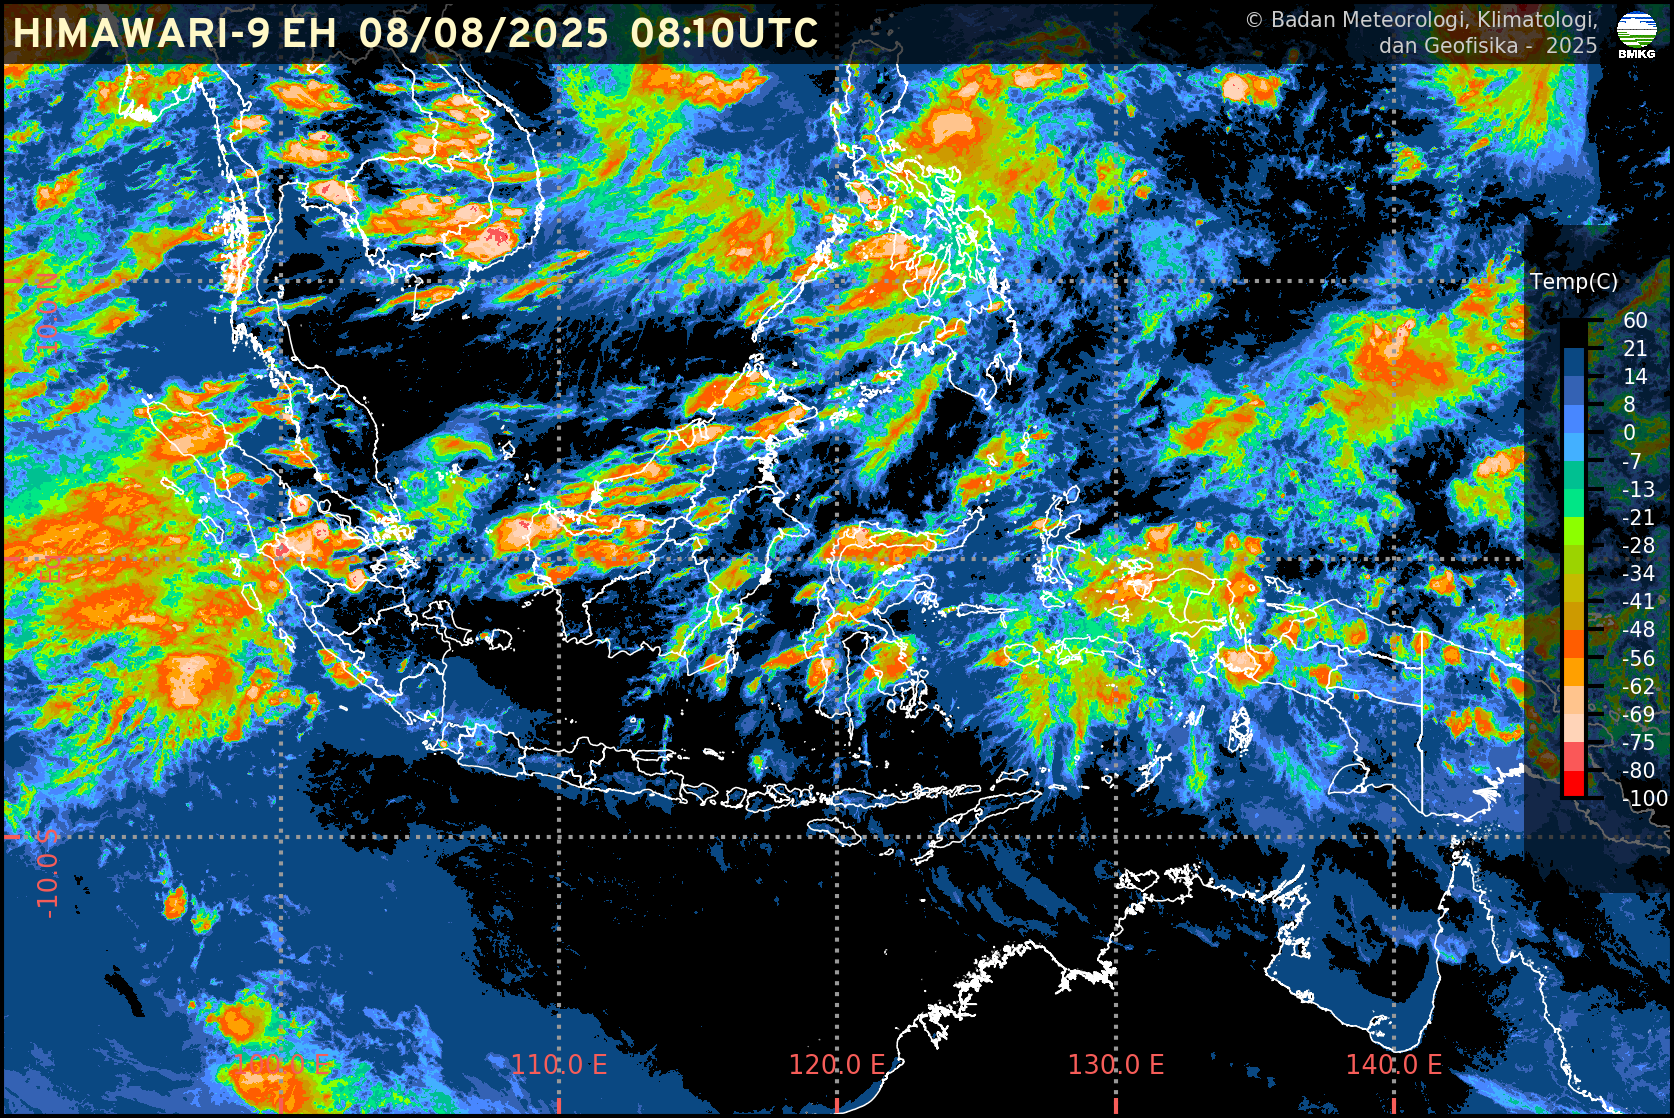 HIMAWARI-9 EH 08/08/2025 08:10UTC
© Badan Meteorologi, Klimatologi,
dan Geofisika - 2025
BMKG
Temp(C)
60
21
14
8
0
-7
-13
-21
-28
-34
-41
-48
-56
-62
-69
-75
-80
-100
10.0 N
-10.0 S
100.0 E
110.0 E
120.0 E
130.0 E
140.0 E